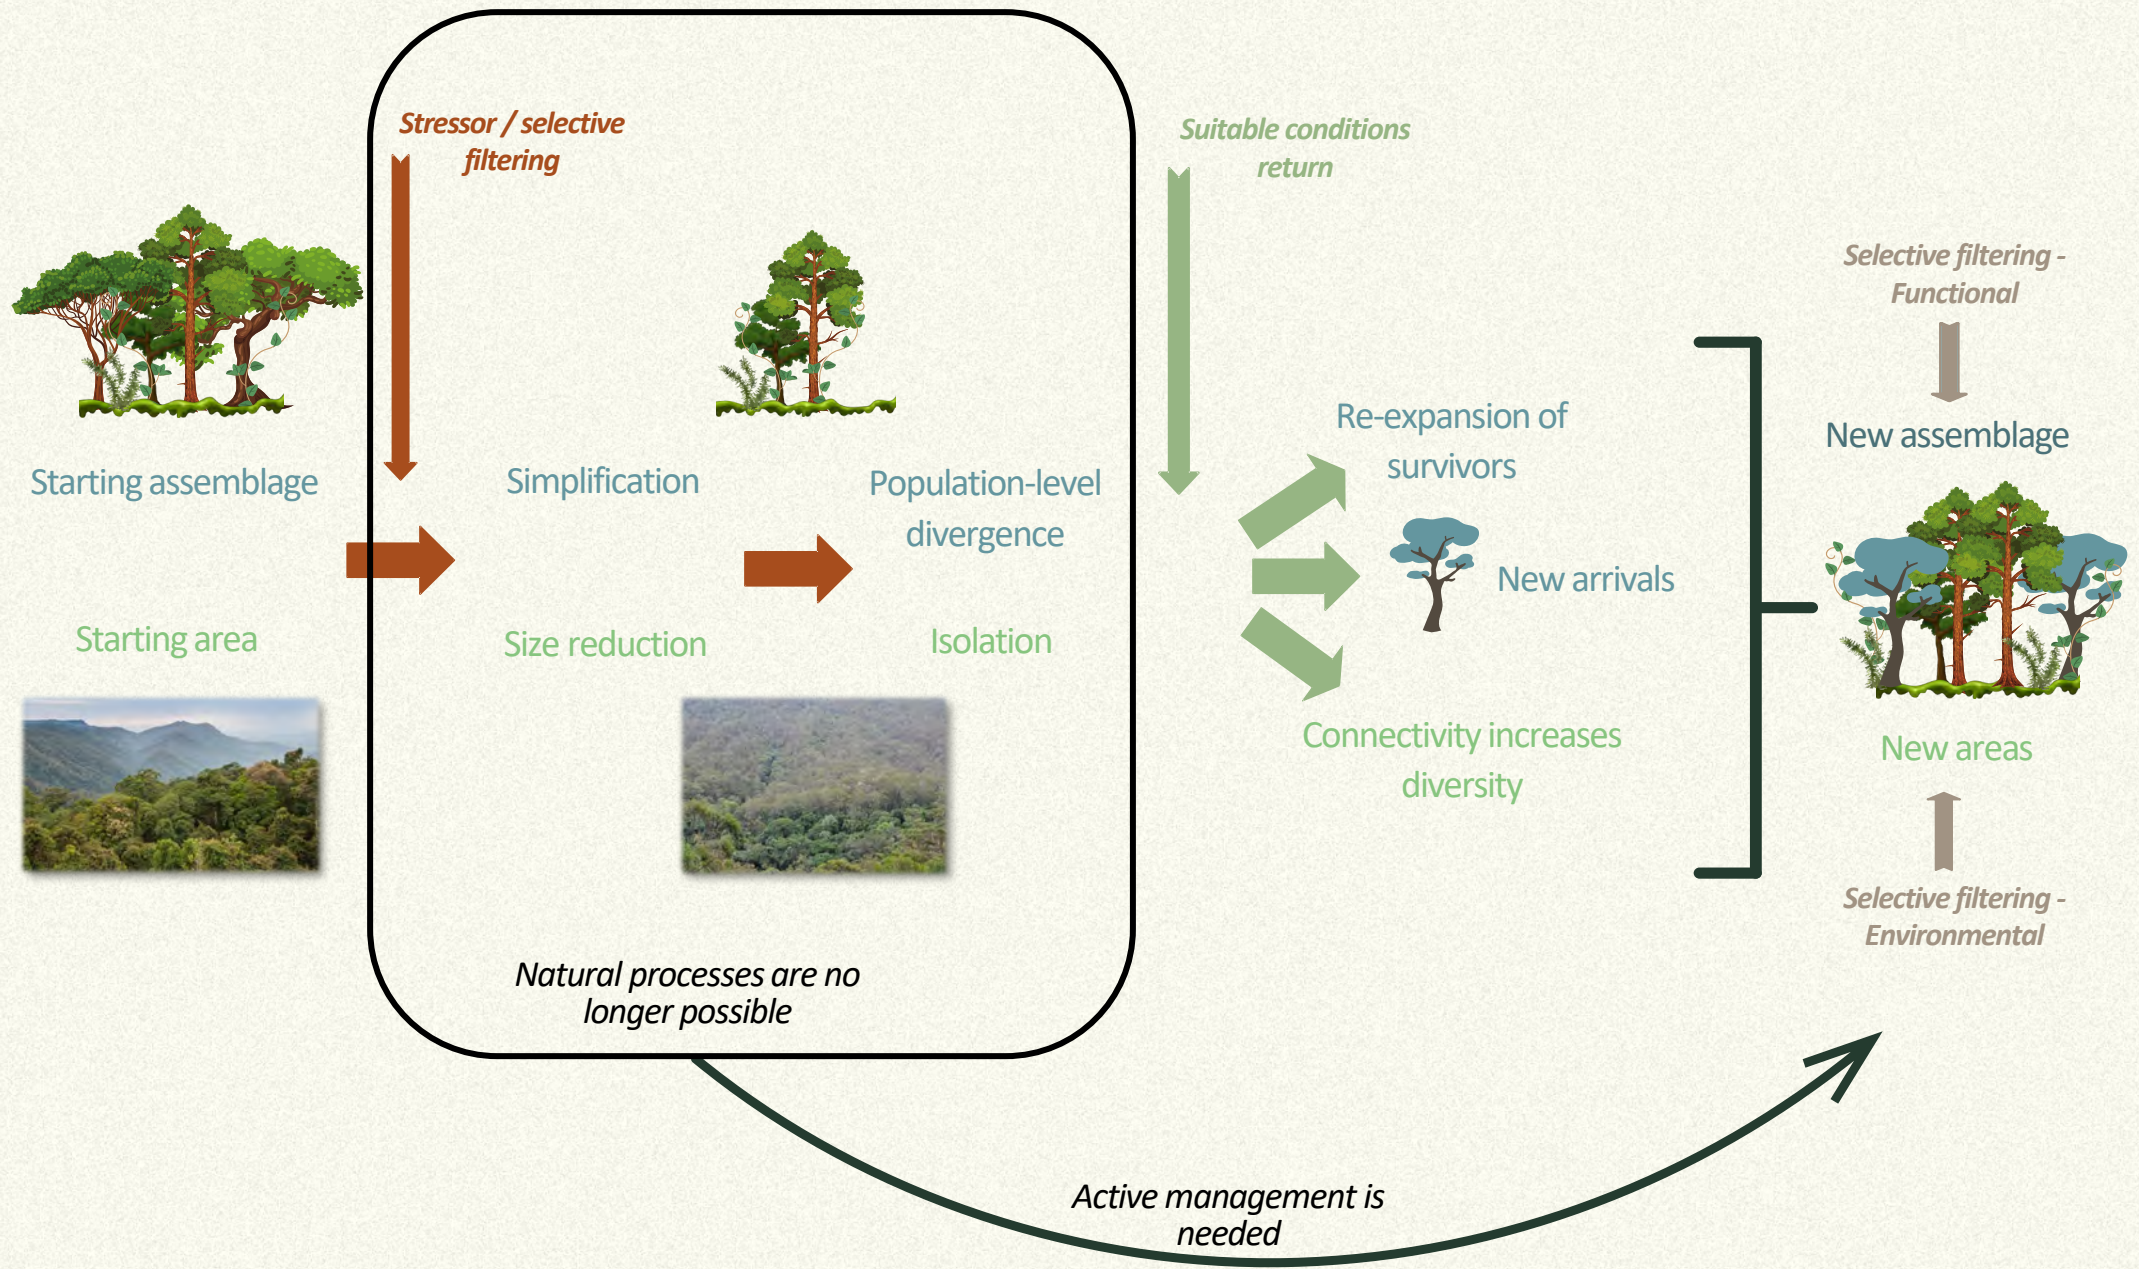 Stressor / selective
filtering
Starting assemblage
Starting area
Simplification
Size reduction
Population-level
divergence
Isolation
Natural processes are no
longer possible
Suitable conditions
return
Re-expansion of
survivors
New arrivals
Connectivity increases
diversity
Selective filtering -
Functional
New assemblage
New areas
Selective filtering -
Environmental
Active management is
needed